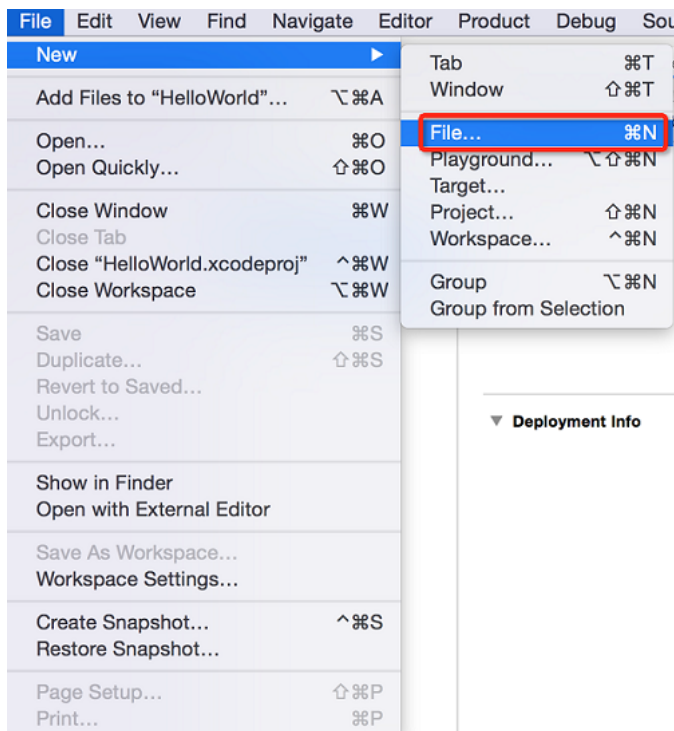 File Edit View Find Navigate Editor Product Debug
New ▶
Add Files to “HelloWorld”… ⌥⌘A
Open… ⌘O
Open Quickly… ⇧⌘O
Close Window ⌘W
Close Tab
Close “HelloWorld.xcodeproj” ^⌘W
Close Workspace ⌥⌘W
Save ⌘S
Duplicate… ⇧⌘S
Revert to Saved…
Unlock…
Export…
Show in Finder
Open with External Editor
Save As Workspace…
Workspace Settings…
Create Snapshot… ^⌘S
Restore Snapshot…
Page Setup… ⇧⌘P
Print… ⌘P
Tab ⌘T
Window ⇧⌘T
File… ⌘N
Playground… ⌥⇧⌘N
Target…
Project… ⇧⌘N
Workspace… ^⌘N
Group ⌥⌘N
Group from Selection
▼ Deployment Info